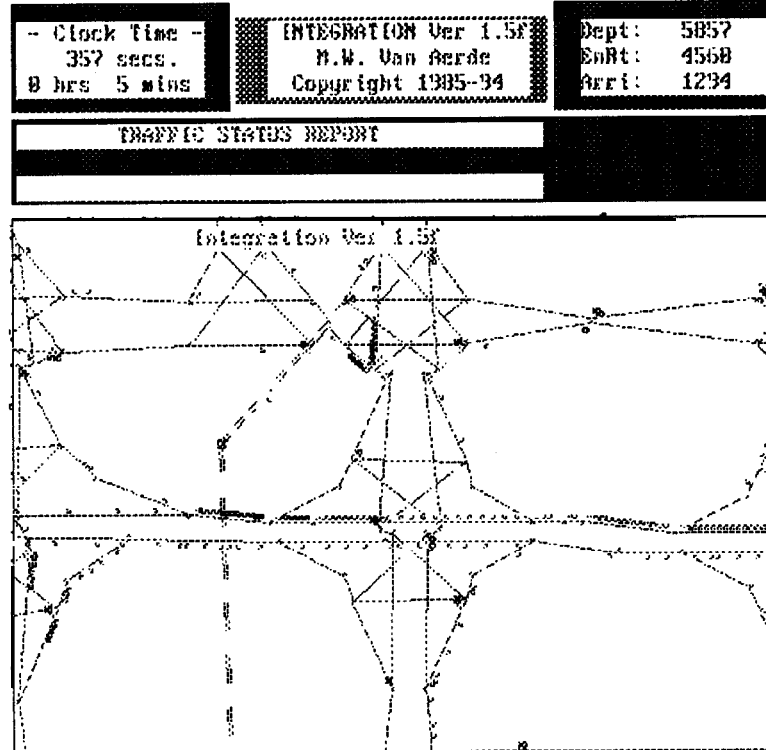 - Clock Time -
357 secs.
0 hrs 5 mins
INTEGRATION Ver 1.5f
M.W. Van Aerde
Copyright 1985-94
Dept: 5857
EnRt: 4568
Arri: 1294
TRAFFIC STATUS REPORT
Integration Ver 1.5f